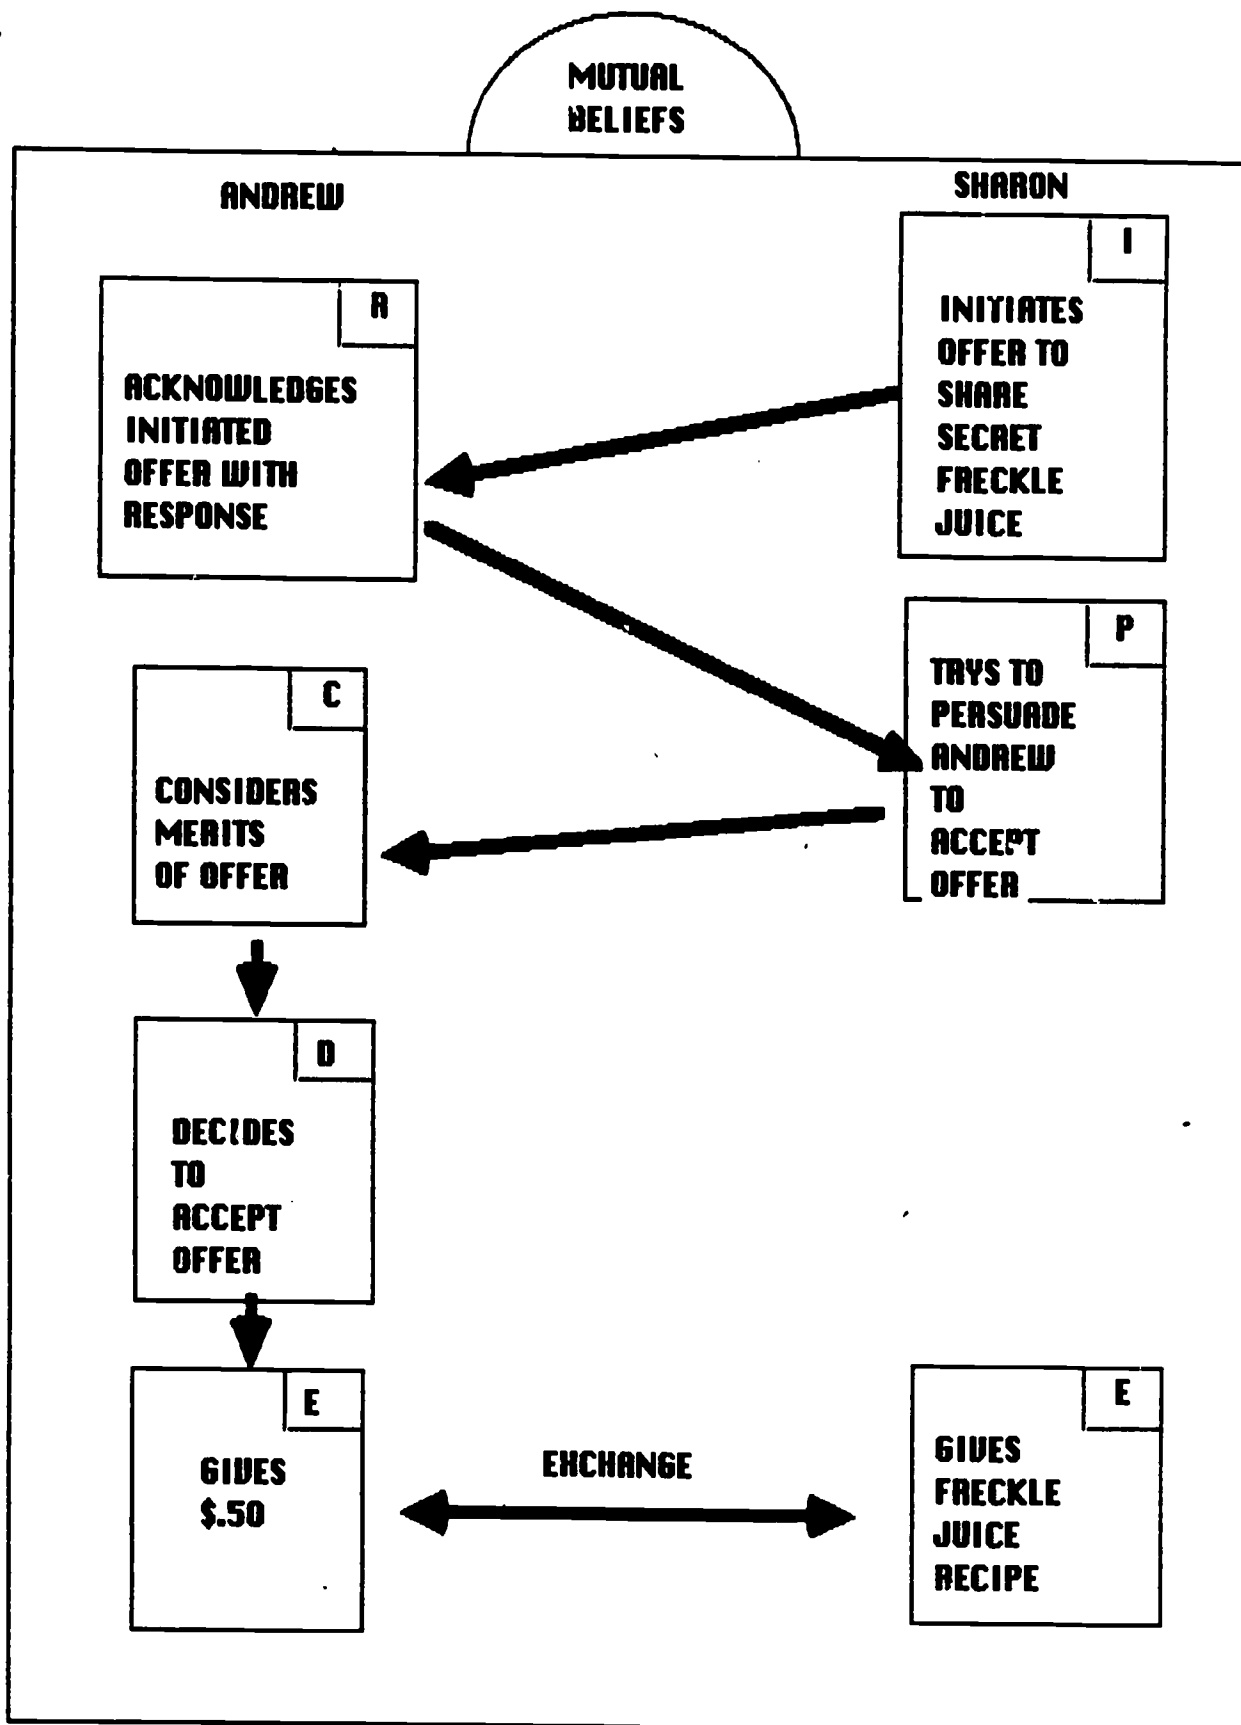 MUTUAL
BELIEFS
ANDREW
SHARON
I
INITIATES
OFFER TO
SHARE
SECRET
FRECKLE
JUICE
R
ACKNOWLEDGES
INITIATED
OFFER WITH
RESPONSE
P
TRYS TO
PERSUADE
ANDREW
TO
ACCEPT
OFFER
C
CONSIDERS
MERITS
OF OFFER
D
DECIDES
TO
ACCEPT
OFFER
E
GIVES
$.50
EXCHANGE
E
GIVES
FRECKLE
JUICE
RECIPE